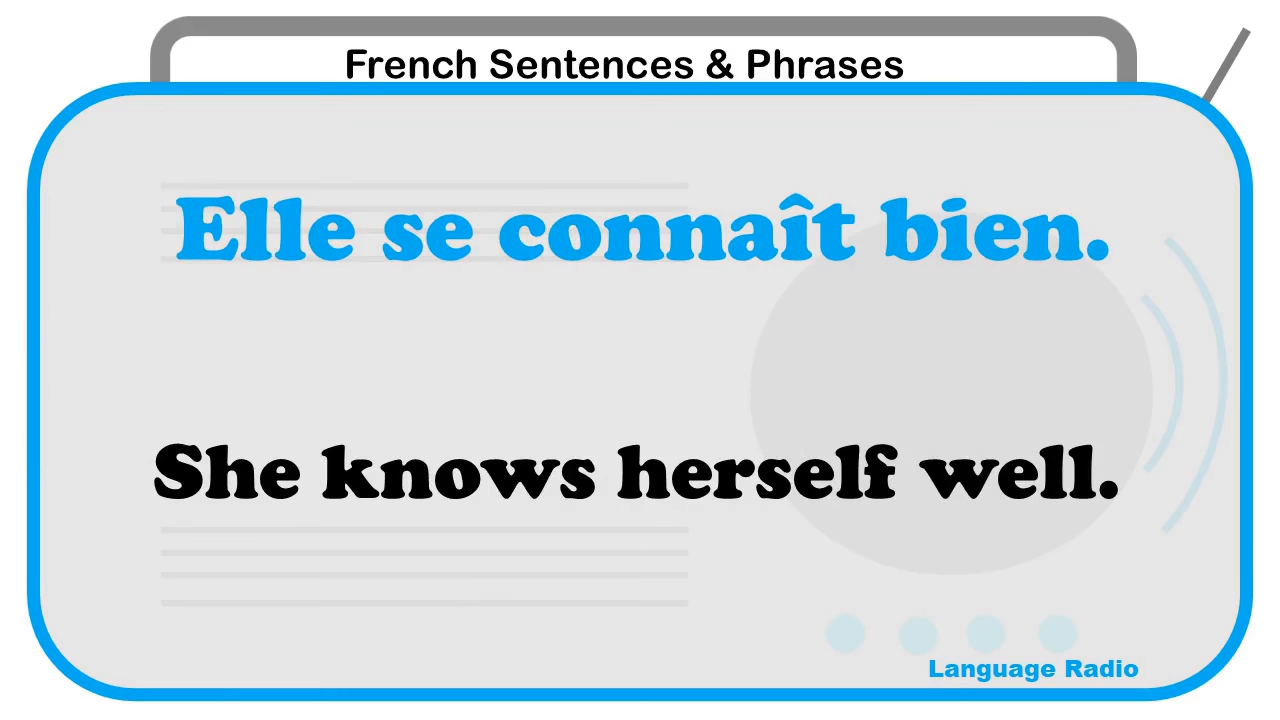 French Sentences & Phrases
Elle se connaît bien.
She knows herself well.
Language Radio